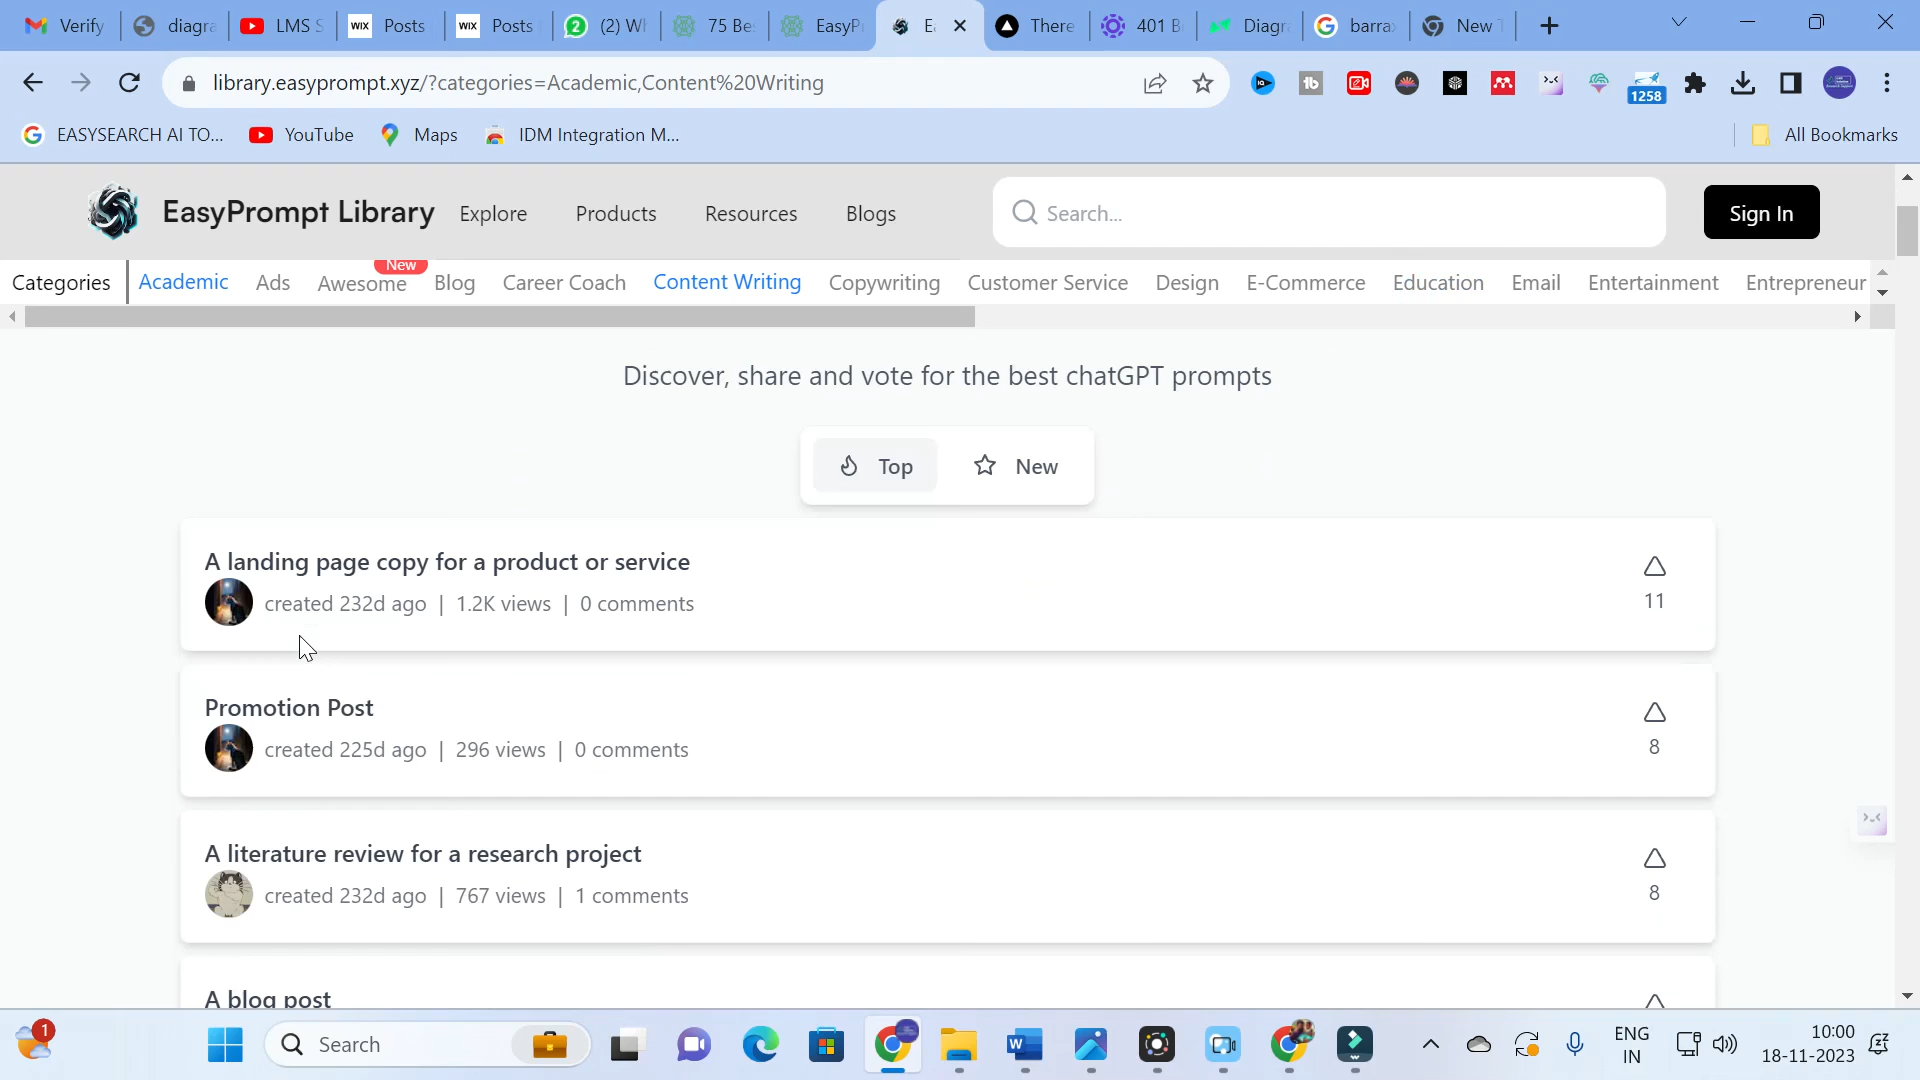 Verify
diagra
LMS S
WIX Posts
WIX Posts
(2) Wh
75 Be
EasyP
E
There
401 B
Diagra
barrax
New T
library.easyprompt.xyz/?categories=Academic,Content%20Writing
1258
EASYSEARCH AI TO...
YouTube
Maps
IDM Integration M...
All Bookmarks
EasyPrompt Library
Explore
Products
Resources
Blogs
Search...
Sign In
New
Categories
Academic
Ads
Awesome
Blog
Career Coach
Content Writing
Copywriting
Customer Service
Design
E-Commerce
Education
Email
Entertainment
Entrepreneur
Discover, share and vote for the best chatGPT prompts
Top
New
A landing page copy for a product or service
created 232d ago | 1.2K views | 0 comments
11
Promotion Post
created 225d ago | 296 views | 0 comments
8
A literature review for a research project
created 232d ago | 767 views | 1 comments
8
A blog post
1
Search
ENG
IN
10:00
18-11-2023